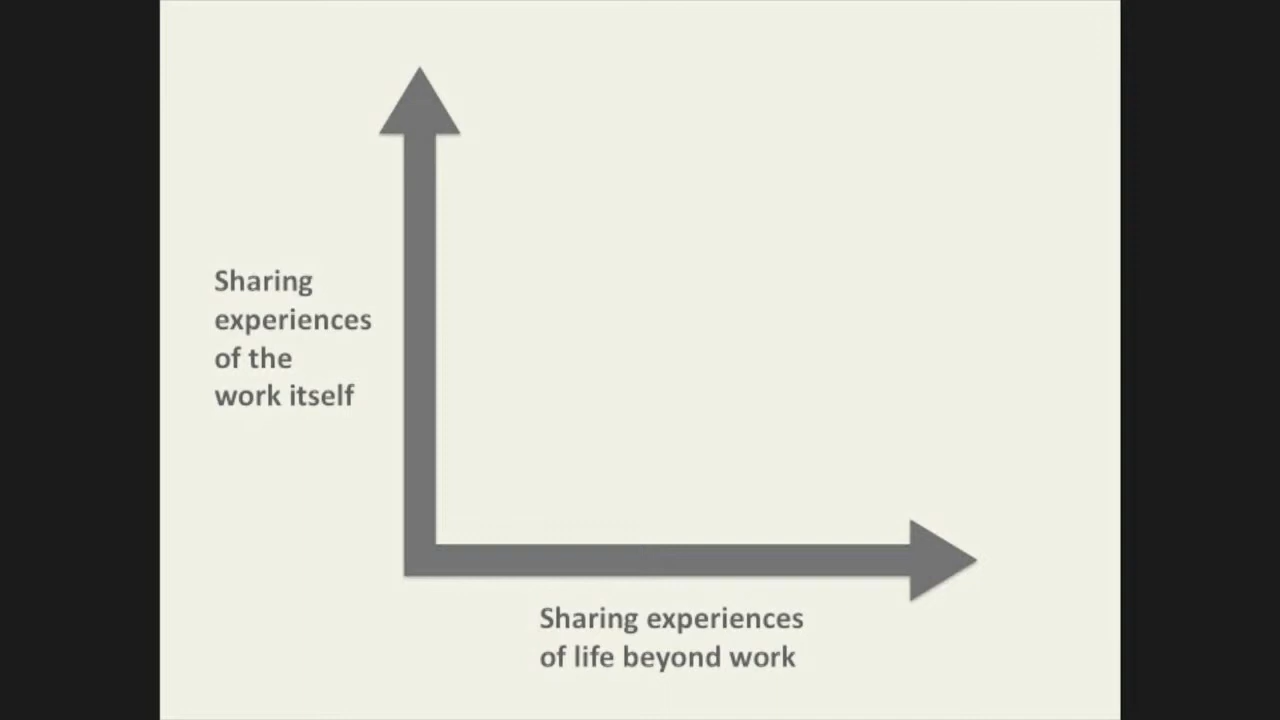 Sharing
experiences
of the
work itself
Sharing experiences
of life beyond work